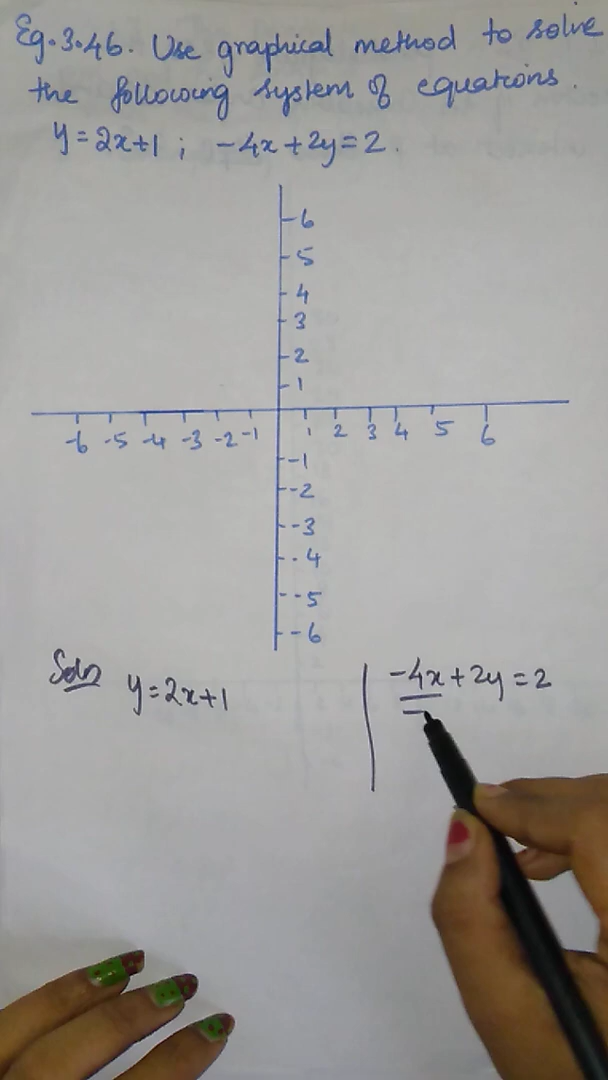 Eg.3.46. Use graphical method to solve
the following system of equations.
y=2x+1; -4x+2y=2.
6
5
4
3
2
1
-6 -5 -4 -3 -2 -1 1 2 3 4 5 6
-1
-2
-3
-4
-5
-6
Soln y=2x+1 -4x+2y=2